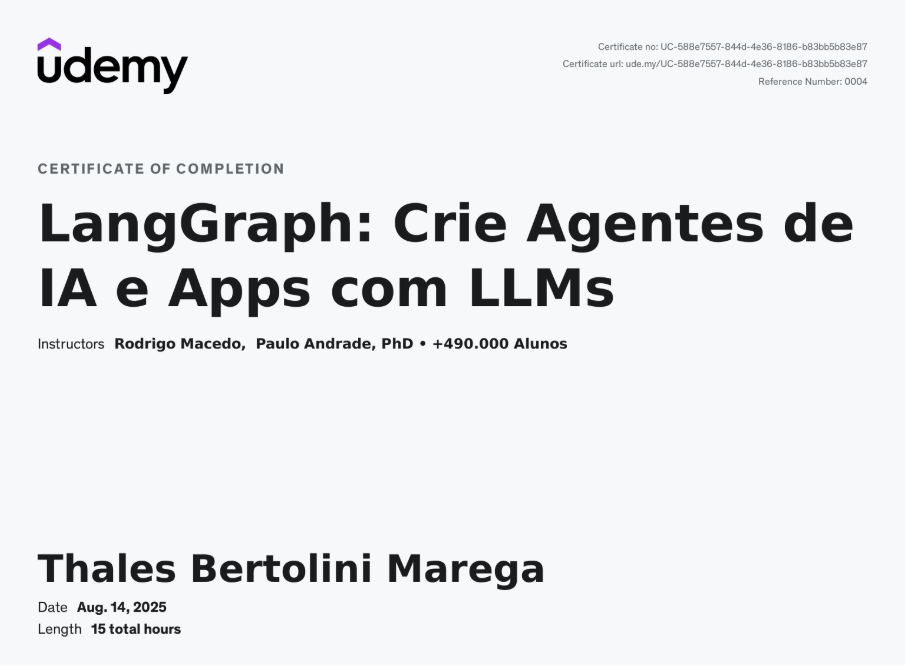 udemy
Certificate no: UC-588e7557-844d-4e36-8186-b83bb5b83e87
Certificate url: ude.my/UC-588e7557-844d-4e36-8186-b83bb5b83e87
Reference Number: 0004
CERTIFICATE OF COMPLETION
LangGraph: Crie Agentes de
IA e Apps com LLMs
Instructors Rodrigo Macedo, Paulo Andrade, PhD • +490.000 Alunos
Thales Bertolini Marega
Date Aug. 14, 2025
Length 15 total hours